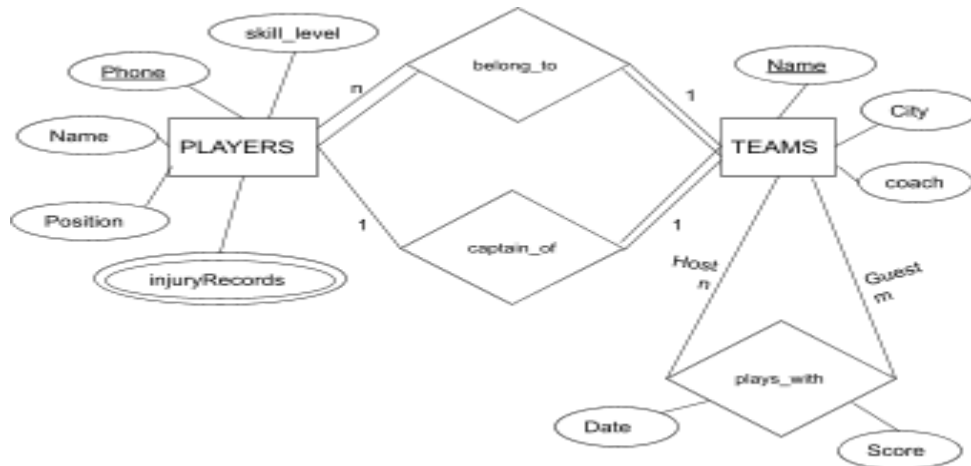 skill_level
Phone
Name
Position
injuryRecords
PLAYERS
n
belong_to
1
1
captain_of
1
TEAMS
Name
City
coach
Host
n
Guest
m
plays_with
Date
Score